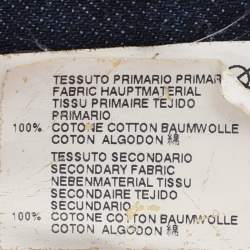 TESSUTO PRIMARIO PRIMAR
FABRIC HAUPTMATERIAL
TISSU PRIMAIRE TEJIDO
PRIMARIO
100% COTONE COTTON BAUMWOLLE
COTON ALGODON 綿
TESSUTO SECONDARIO
SECONDARY FABRIC
NEBENMATERIAL TISSU
SECONDAIRE TEJIDO
SECUNDARIO
100% COTONE COTTON BAUMWOLLE
COTON ALGODON 綿